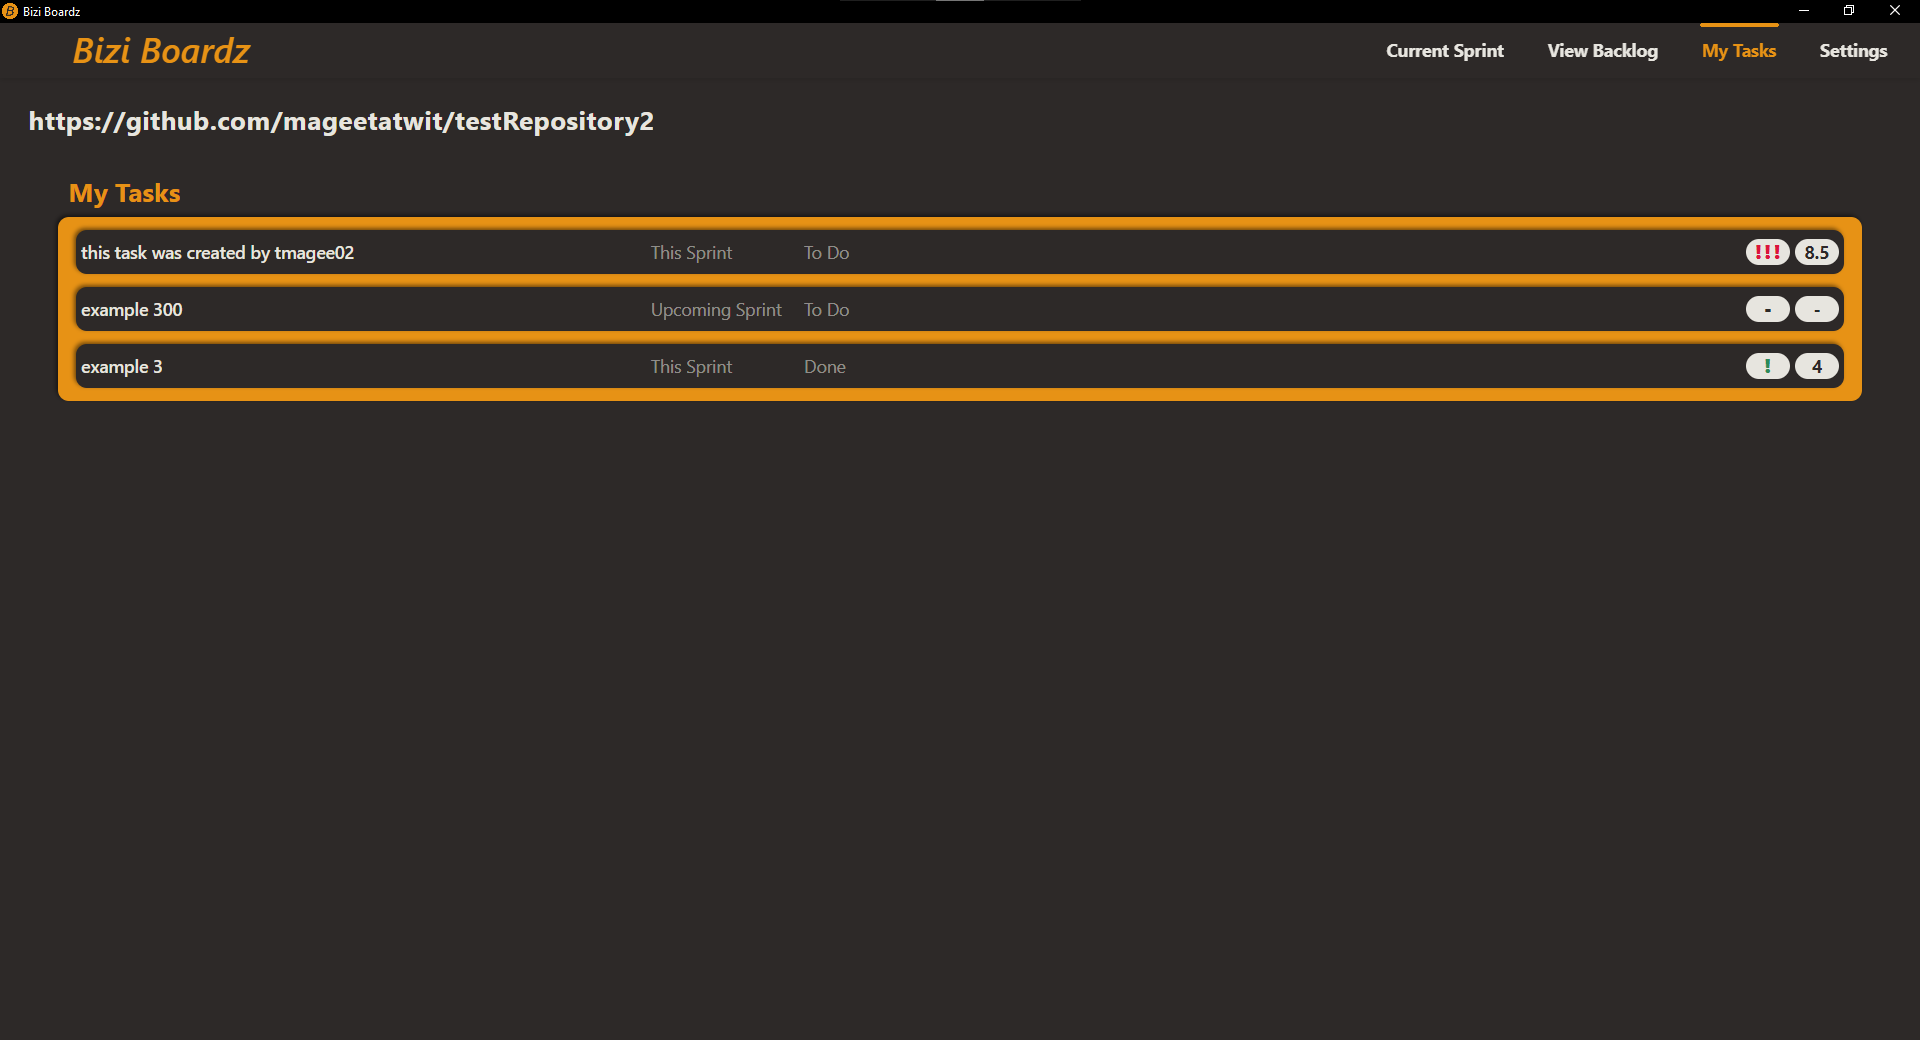 Bizi Boardz
Bizi Boardz Current Sprint View Backlog My Tasks Settings
https://github.com/mageetatwit/testRepository2
My Tasks
this task was created by tmagee02 This Sprint To Do !!! 8.5
example 300 Upcoming Sprint To Do - -
example 3 This Sprint Done ! 4